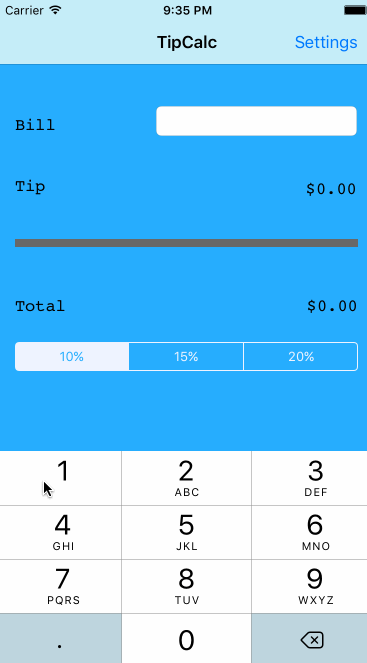 Carrier 9:35 PM
TipCalc Settings
Bill
Tip $0.00
Total $0.00
10% 15% 20%
1 2 3
ABC DEF
4 5 6
GHI JKL MNO
7 8 9
PQRS TUV WXYZ
. 0